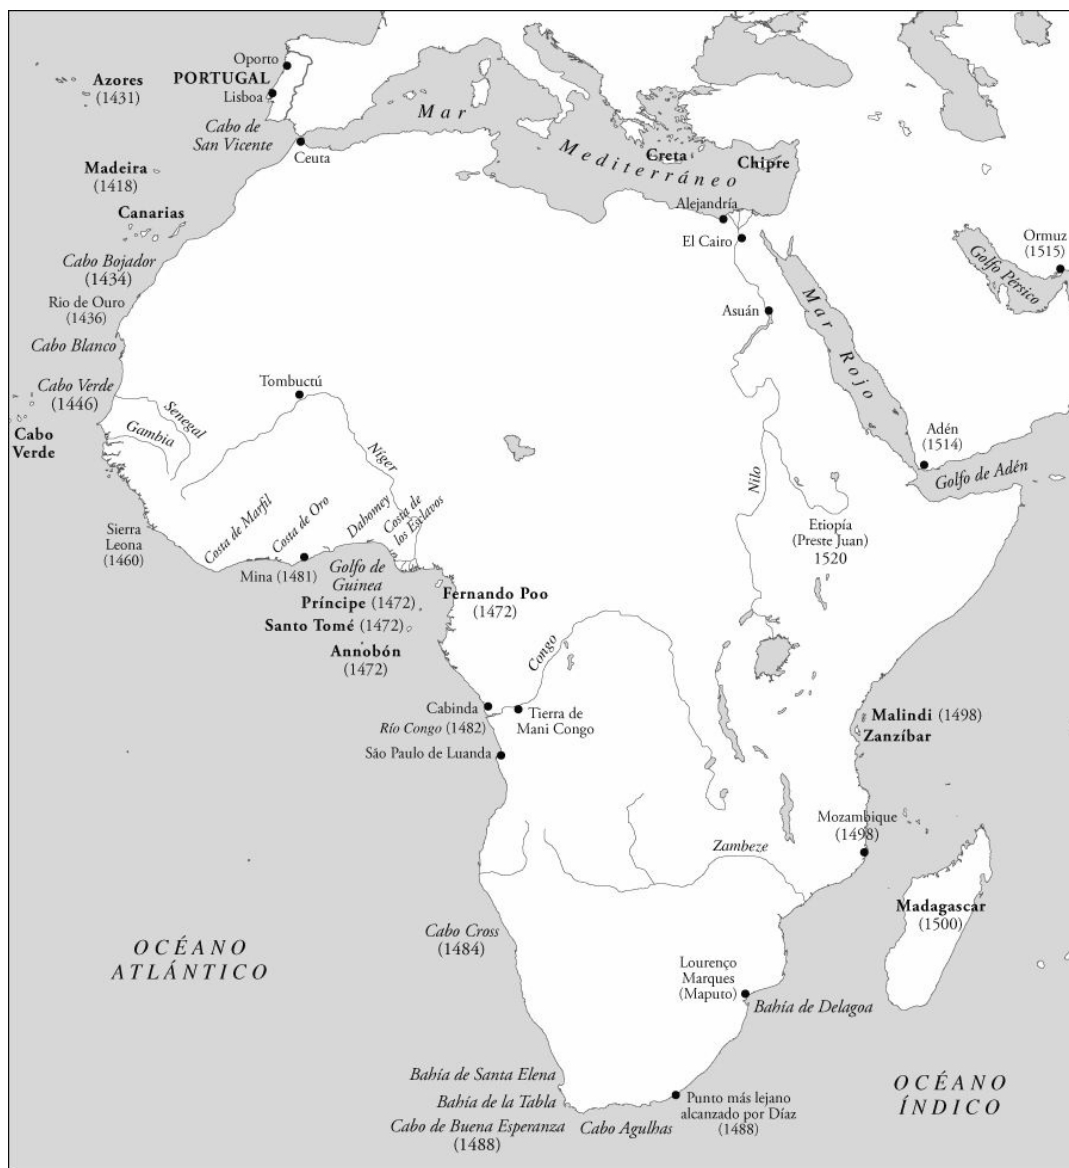 Oporto
PORTUGAL
Lisboa
Azores
(1431)
Cabo de
San Vicente
Ceuta
Mar
Mediterráneo
Creta
Chipre
Madeira
(1418)
Canarias
Alejandría
El Cairo
Ormuz
(1515)
Golfo Pérsico
Cabo Bojador
(1434)
Rio de Ouro
(1436)
Asuán
Mar Rojo
Cabo Blanco
Cabo Verde
(1446)
Tombuctú
Senegal
Gambia
Cabo
Verde
Níger
Nilo
Adén
(1514)
Golfo de Adén
Sierra
Leona
(1460)
Costa de Marfil
Costa de Oro
Dahomey
Costa de
los Esclavos
Etiopía
(Preste Juan)
1520
Mina (1481)
Golfo de
Guinea
Fernando Poo
(1472)
Príncipe (1472)
Santo Tomé (1472)
Annobón
(1472)
Congo
Cabinda
Río Congo (1482)
Tierra de
Mani Congo
Malindi (1498)
Zanzíbar
São Paulo de Luanda
Mozambique
(1498)
Zambeze
Madagascar
(1500)
Cabo Cross
(1484)
OCÉANO
ATLÁNTICO
Lourenço
Marques
(Maputo)
Bahía de Delagoa
Bahía de Santa Elena
Bahía de la Tabla
Cabo de Buena Esperanza
(1488)
Cabo Agulhas
Punto más lejano
alcanzado por Díaz
(1488)
OCÉANO
ÍNDICO